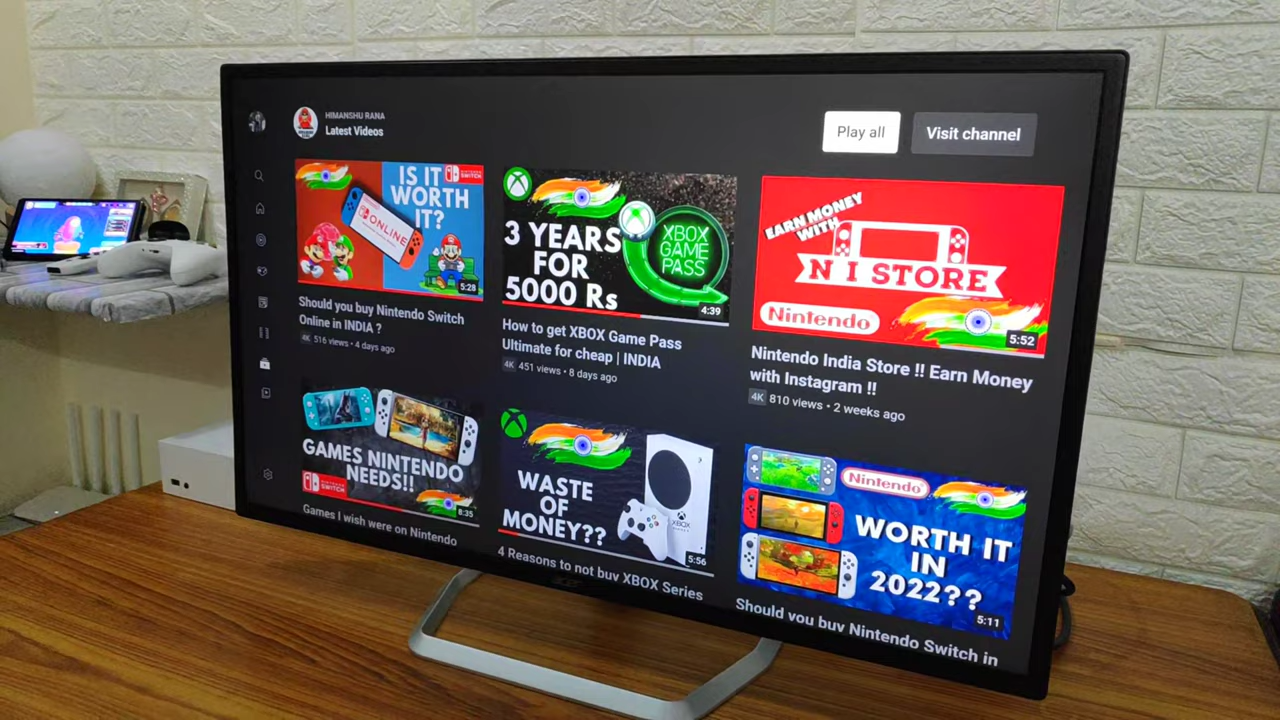 HIMANSHU RANA
Latest Videos
Play all
Visit channel
IS IT
WORTH
IT?
ONLINE
5:28
Should you buy Nintendo Switch
Online in INDIA ?
4K 516 views • 4 days ago
3 YEARS
FOR
5000 Rs
XBOX
GAME
PASS
4:39
How to get XBOX Game Pass
Ultimate for cheap | INDIA
4K 451 views • 8 days ago
EARN MONEY
WITH
N I STORE
Nintendo
5:52
Nintendo India Store !! Earn Money
with Instagram !!
4K 810 views • 2 weeks ago
GAMES NINTENDO
NEEDS!!
8:35
Games I wish were on Nintendo
WASTE
OF
MONEY??
XBOX
5:56
4 Reasons to not buy XBOX Series
Nintendo
WORTH IT
IN
2022??
5:11
Should you buy Nintendo Switch in
acer